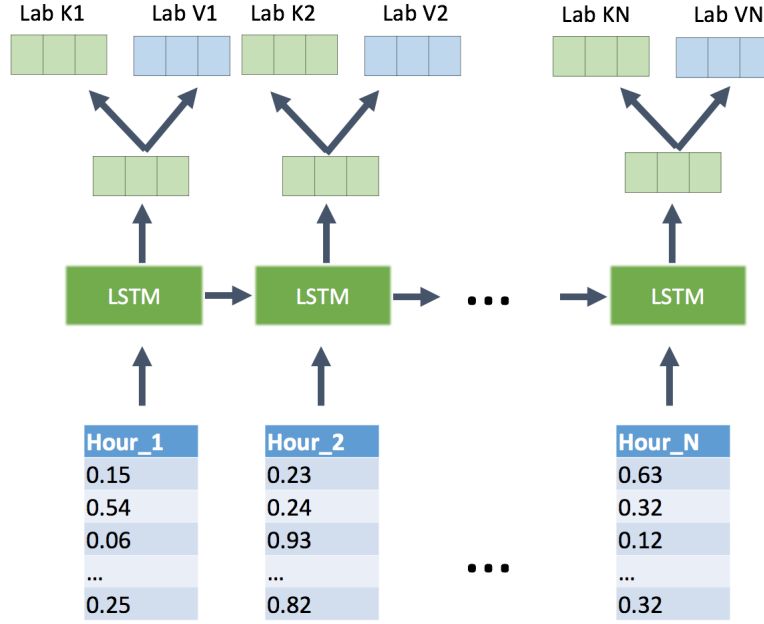 Lab K1 Lab V1 Lab K2 Lab V2 Lab KN Lab VN
LSTM LSTM ... LSTM
Hour_1 Hour_2 Hour_N
0.15 0.23 0.63
0.54 0.24 0.32
0.06 0.93 0.12
... ... ... ...
0.25 0.82 0.32